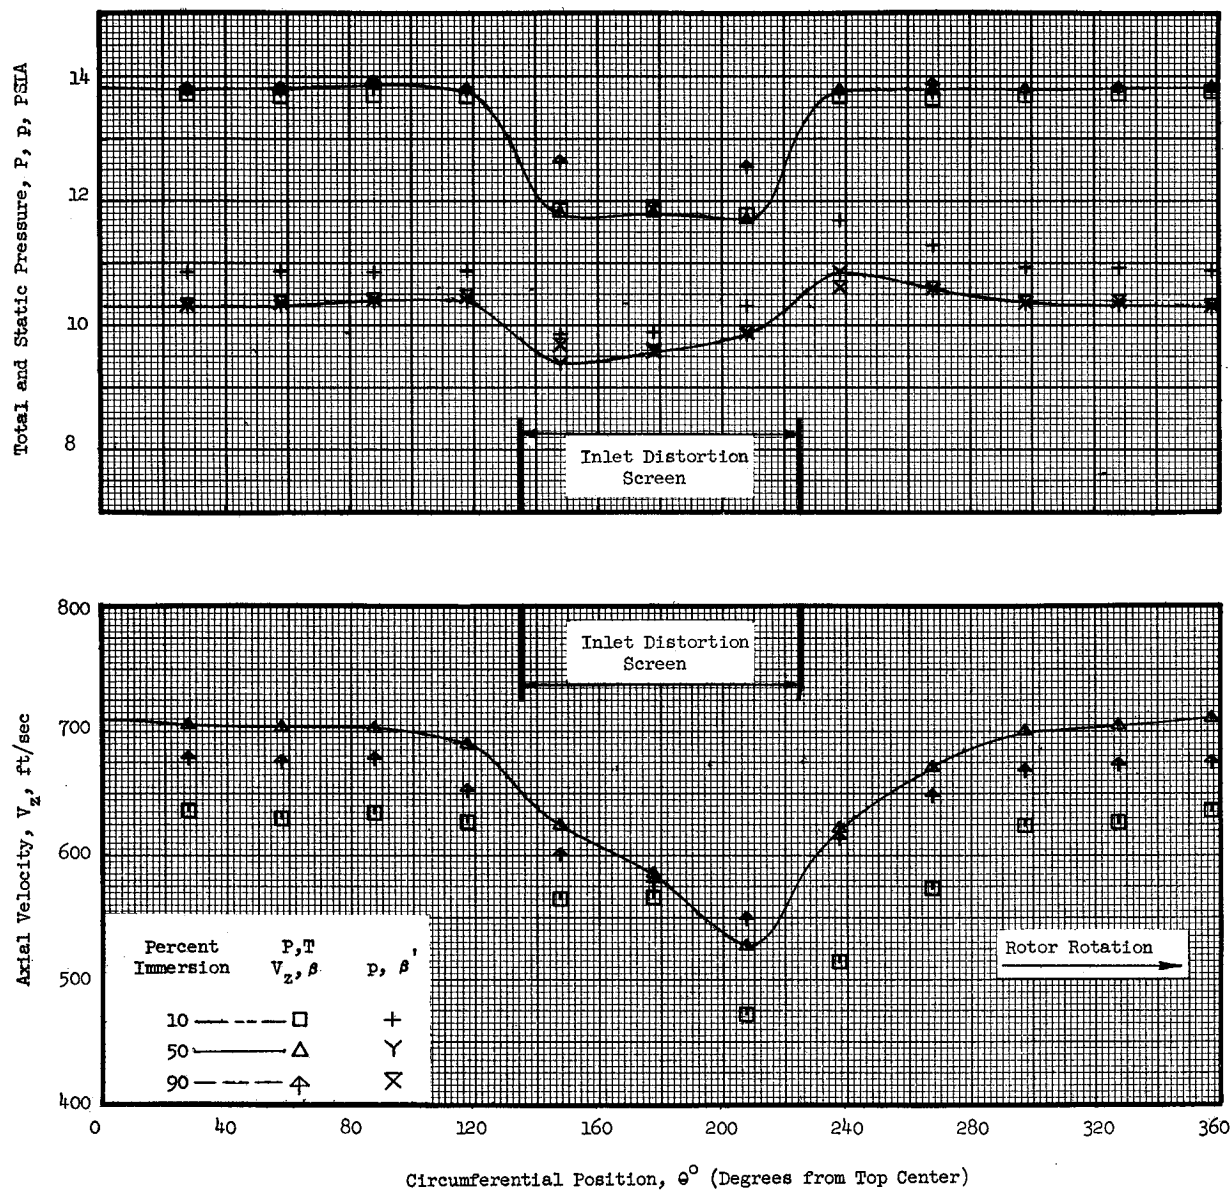 Total and Static Pressure, P, p, PSIA
14
12
10
8
Inlet Distortion
Screen
Axial Velocity, V_z, ft/sec
800
700
600
500
400
Inlet Distortion
Screen
Rotor Rotation
Percent
Immersion
P,T
V_z, β
p, β'
10
50
90
0 40 80 120 160 200 240 280 320 360
Circumferential Position, θ° (Degrees from Top Center)